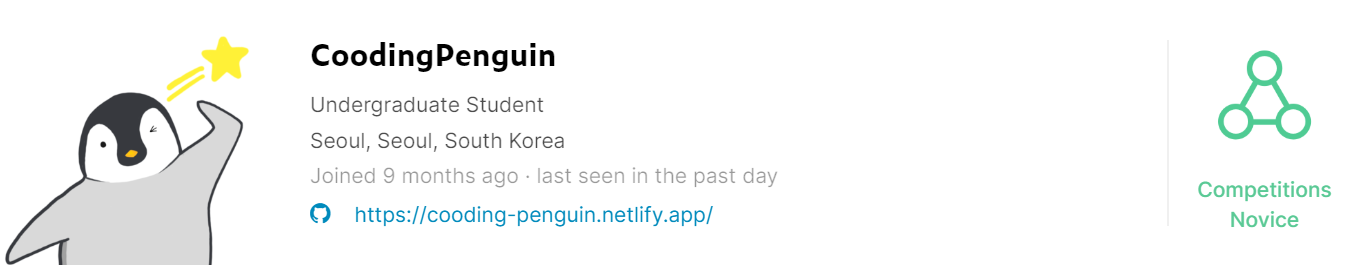 CoodingPenguin
Undergraduate Student
Seoul, Seoul, South Korea
Joined 9 months ago · last seen in the past day
https://cooding-penguin.netlify.app/
Competitions
Novice